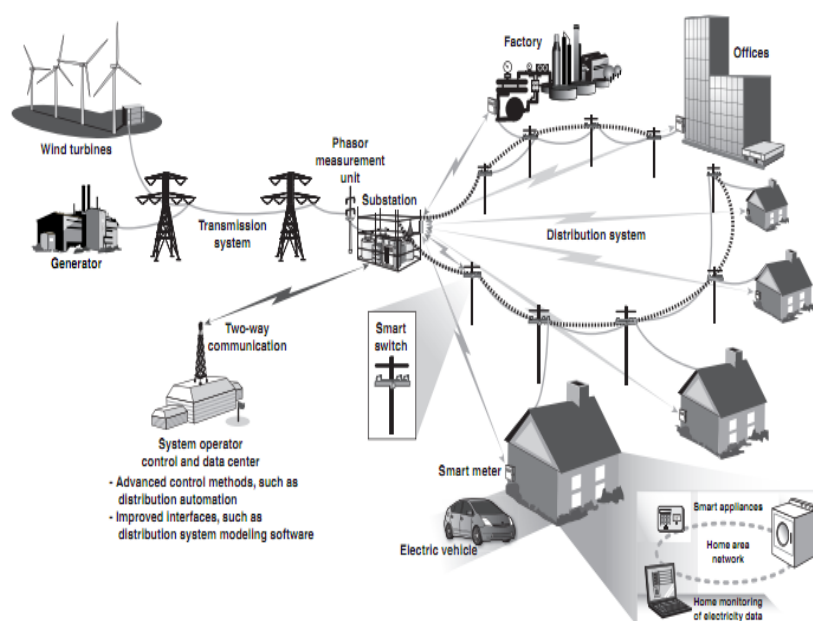 Factory
Offices
Wind turbines
Phasor
measurement
unit
Substation
Transmission
system
Distribution system
Generator
Two-way
communication
Smart
switch
System operator
control and data center
- Advanced control methods, such as
distribution automation
- Improved interfaces, such as
distribution system modeling software
Smart meter
Electric vehicle
Smart appliances
Home area
network
Home monitoring
of electricity data